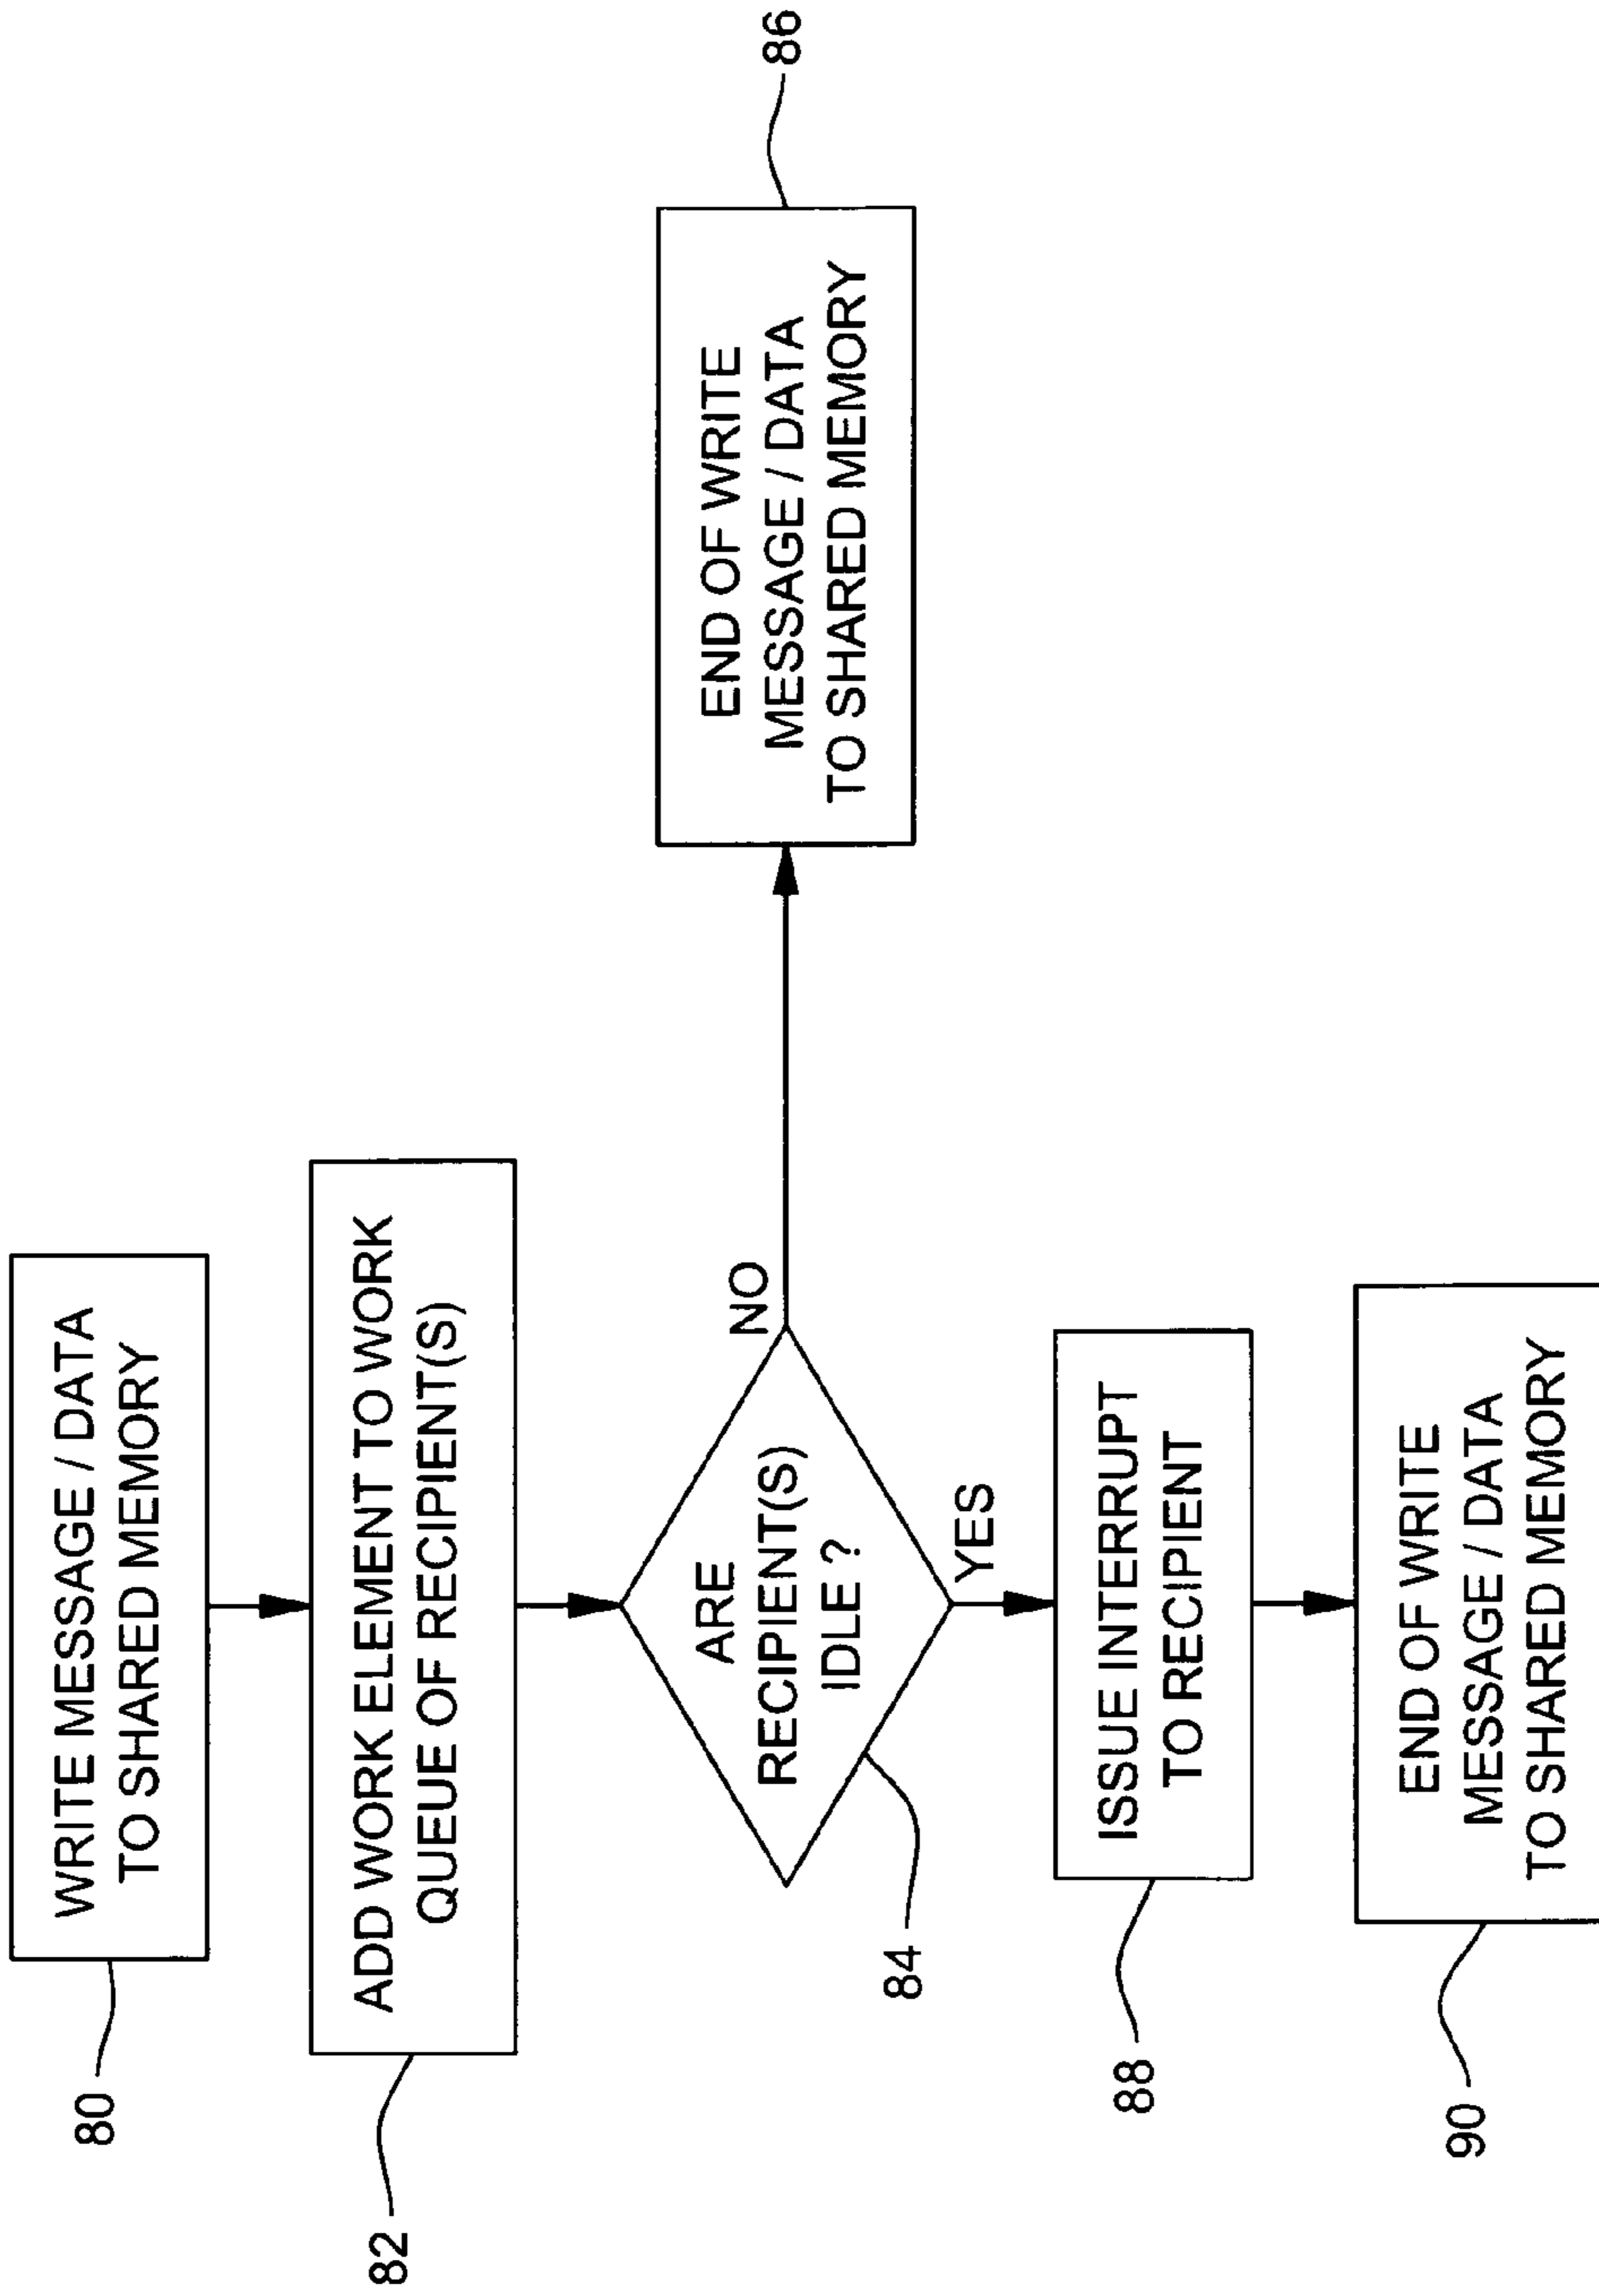 80
WRITE MESSAGE / DATA
TO SHARED MEMORY
82
ADD WORK ELEMENT TO WORK
QUEUE OF RECIPIENT(S)
84
ARE
RECIPIENT(S)
IDLE ?
NO
86
END OF WRITE
MESSAGE / DATA
TO SHARED MEMORY
YES
88
ISSUE INTERRUPT
TO RECIPIENT
90
END OF WRITE
MESSAGE / DATA
TO SHARED MEMORY